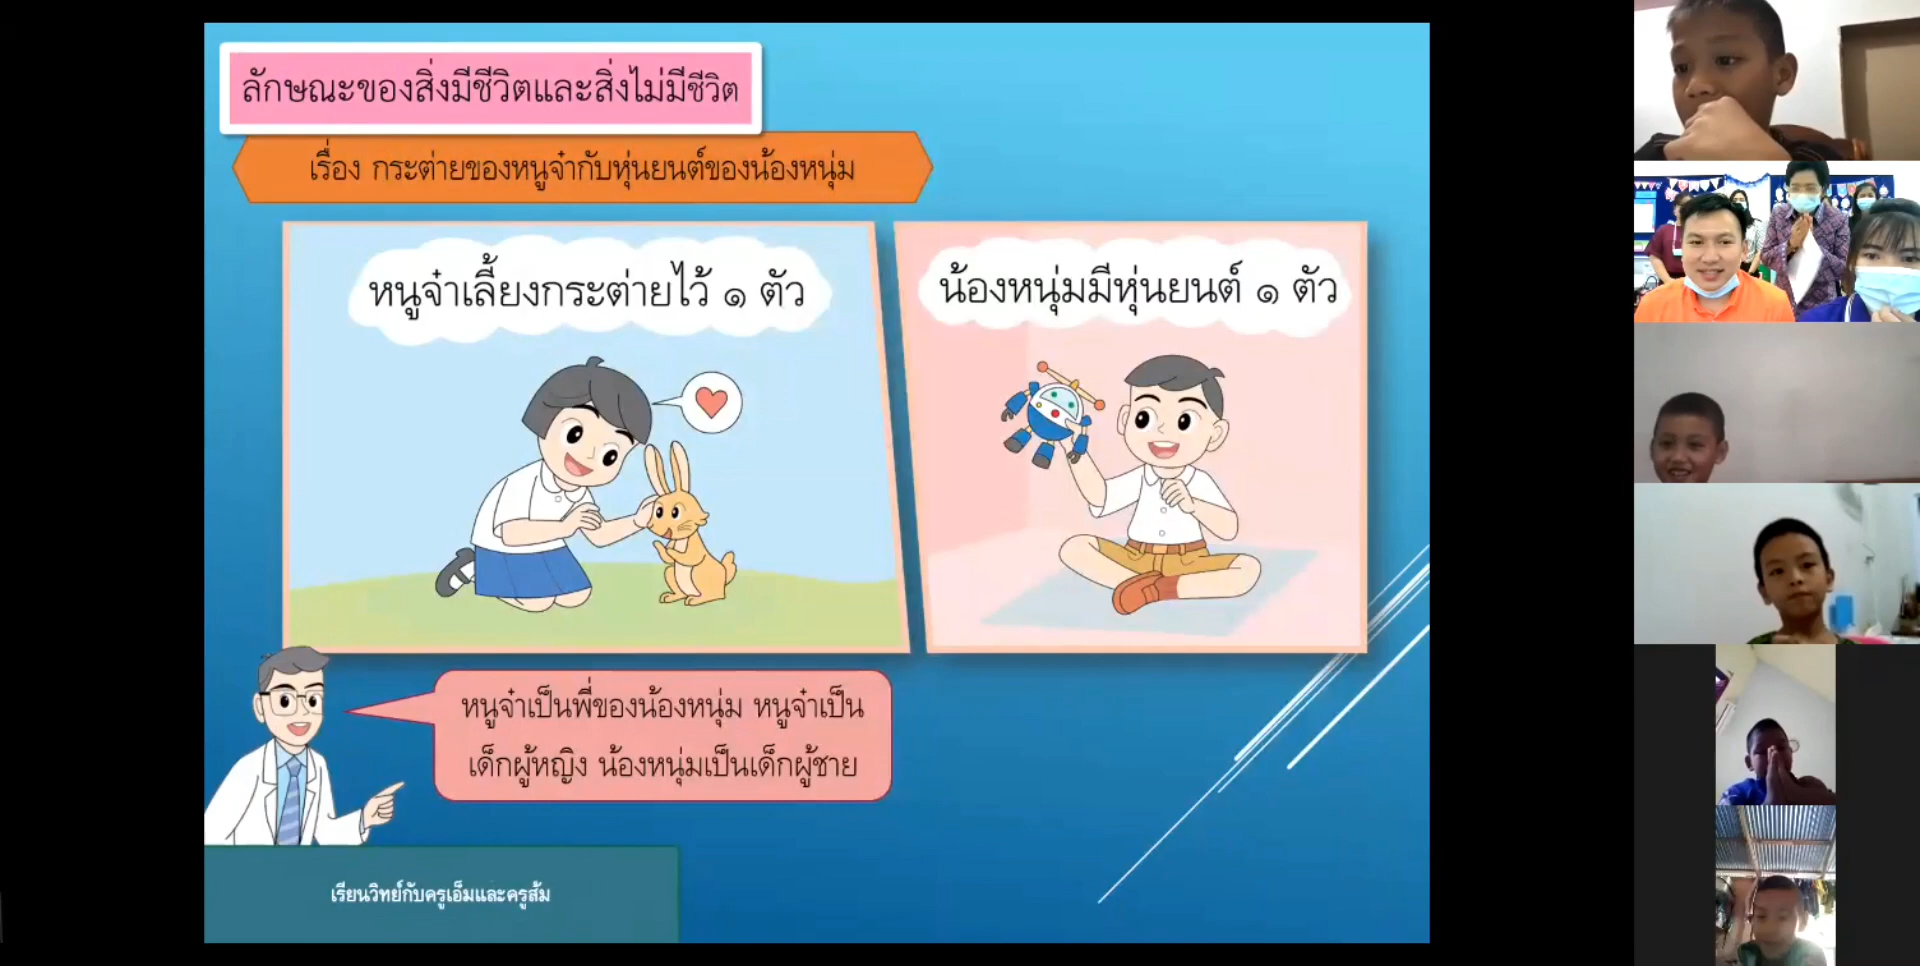 ลักษณะของสิ่งมีชีวิตและสิ่งไม่มีชีวิต
เรื่อง กระต่ายของหนูจ๋ากับหุ่นยนต์ของน้องหนุ่ม
หนูจ๋าเลี้ยงกระต่ายไว้ ๑ ตัว
น้องหนุ่มมีหุ่นยนต์ ๑ ตัว
หนูจ๋าเป็นพี่ของน้องหนุ่ม หนูจ๋าเป็น
เด็กผู้หญิง น้องหนุ่มเป็นเด็กผู้ชาย
เรียนวิทย์กับครูเอ็มและครูส้ม